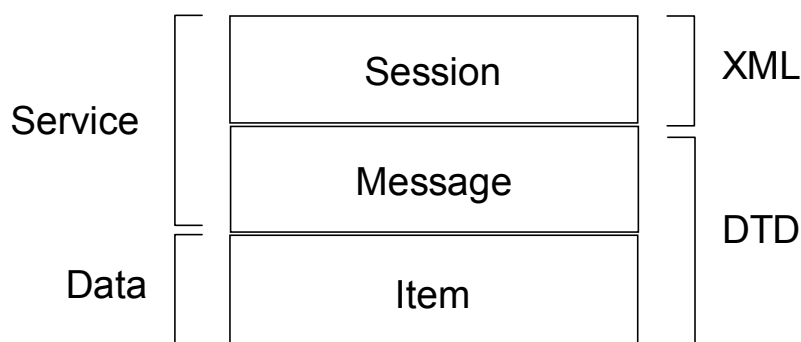 Session
XML
Service
Message
DTD
Data
Item